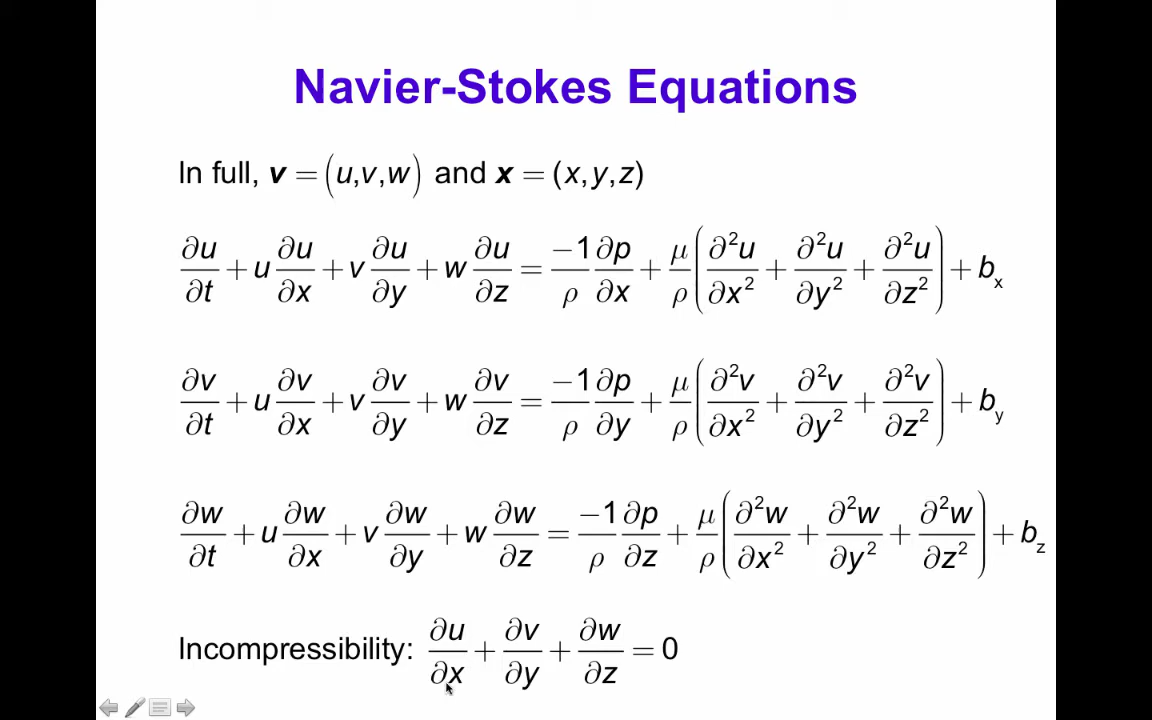 Navier-Stokes Equations
In full, v = (u,v,w) and x = (x,y,z)
∂u/∂t + u ∂u/∂x + v ∂u/∂y + w ∂u/∂z = −1/ρ ∂p/∂x + μ/ρ (∂²u/∂x² + ∂²u/∂y² + ∂²u/∂z²) + bₓ
∂v/∂t + u ∂v/∂x + v ∂v/∂y + w ∂v/∂z = −1/ρ ∂p/∂y + μ/ρ (∂²v/∂x² + ∂²v/∂y² + ∂²v/∂z²) + b_y
∂w/∂t + u ∂w/∂x + v ∂w/∂y + w ∂w/∂z = −1/ρ ∂p/∂z + μ/ρ (∂²w/∂x² + ∂²w/∂y² + ∂²w/∂z²) + b_z
Incompressibility: ∂u/∂x + ∂v/∂y + ∂w/∂z = 0